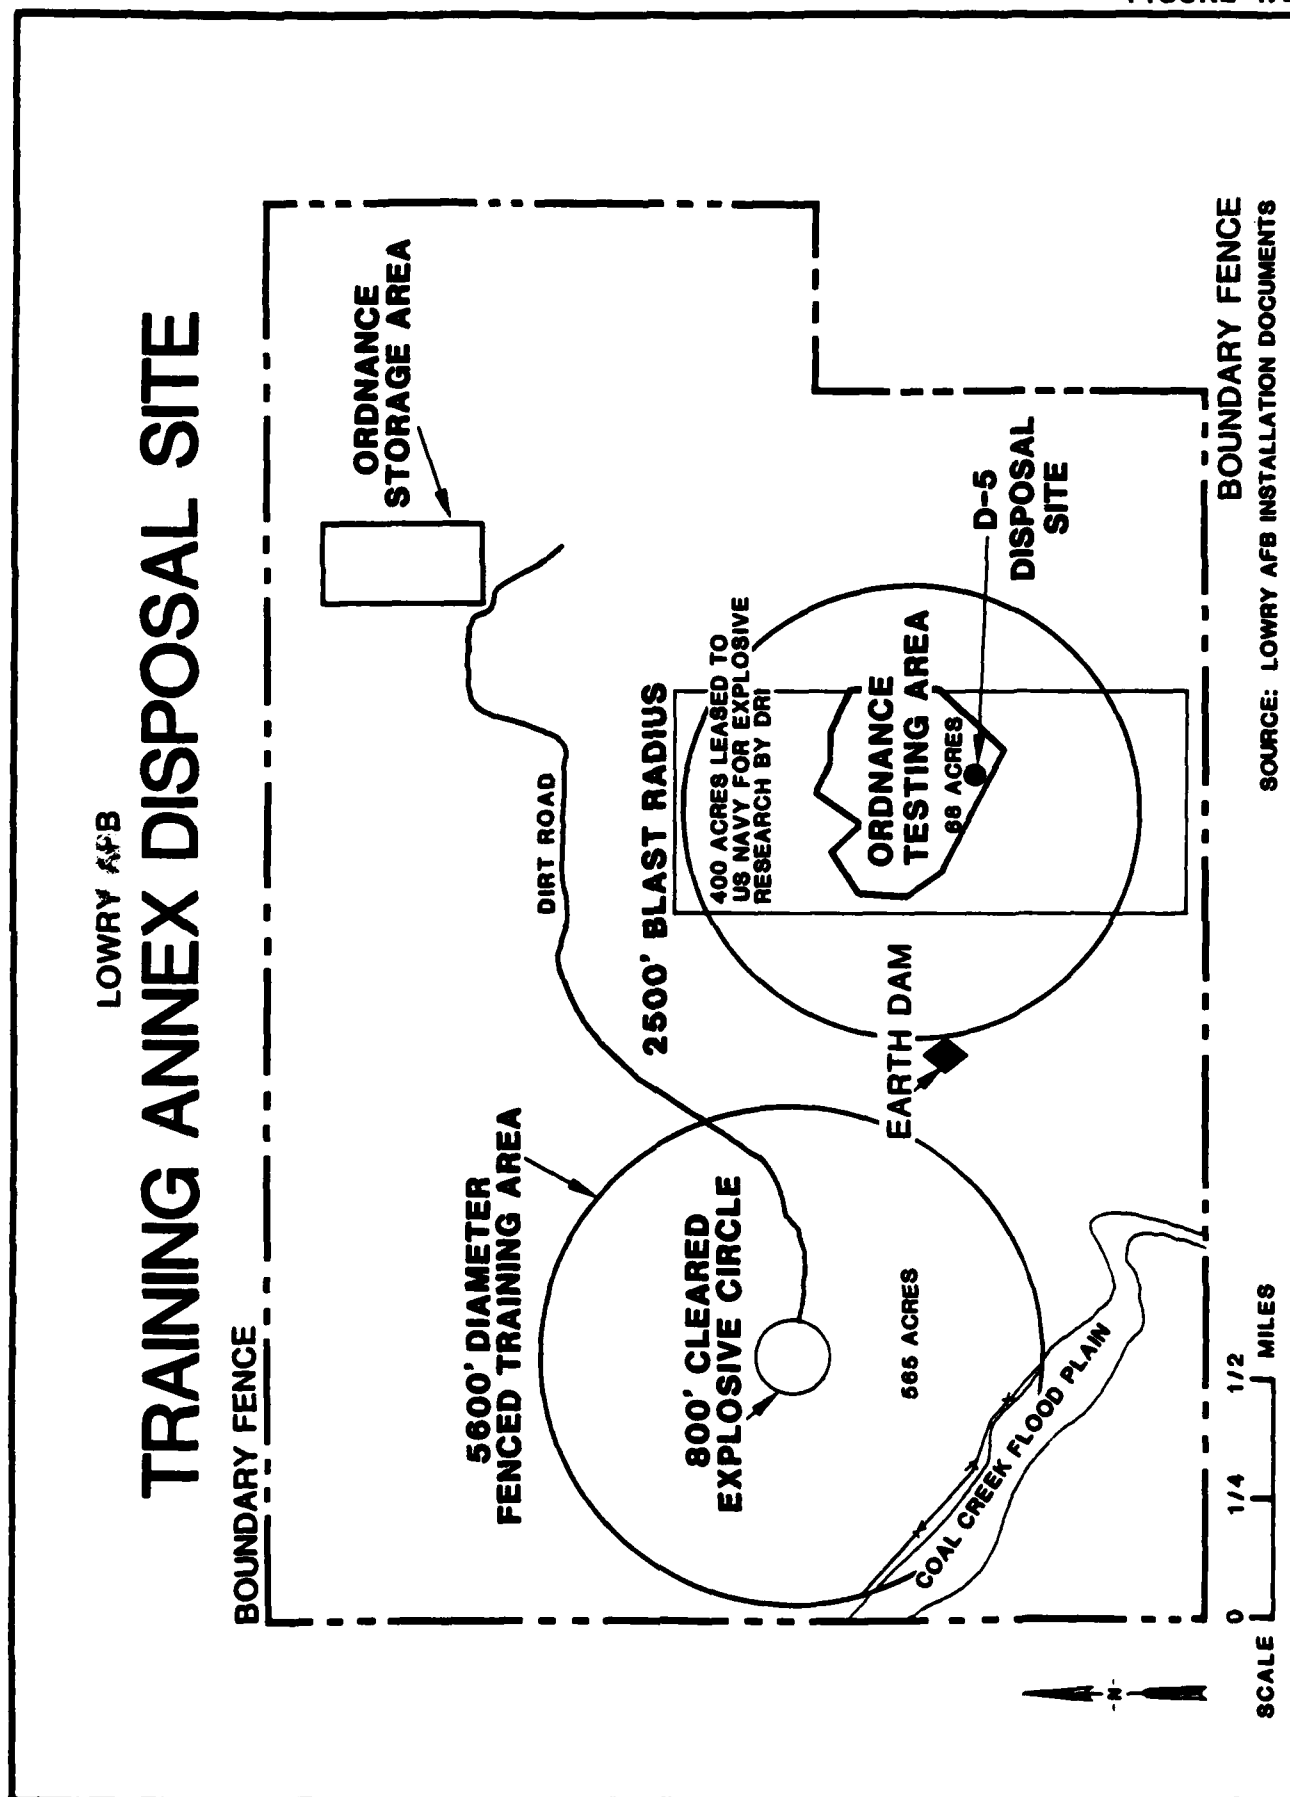 LOWRY AFB
TRAINING ANNEX DISPOSAL SITE
BOUNDARY FENCE
ORDNANCE
STORAGE AREA
5600' DIAMETER
FENCED TRAINING AREA
DIRT ROAD
2500' BLAST RADIUS
400 ACRES LEASED TO
US NAVY FOR EXPLOSIVE
RESEARCH BY DRI
800' CLEARED
EXPLOSIVE CIRCLE
ORDNANCE
TESTING AREA
68 ACRES
EARTH DAM
565 ACRES
D-5
DISPOSAL
SITE
COAL CREEK FLOOD PLAIN
-N-
BOUNDARY FENCE
0 1/4 1/2
SCALE MILES
SOURCE: LOWRY AFB INSTALLATION DOCUMENTS